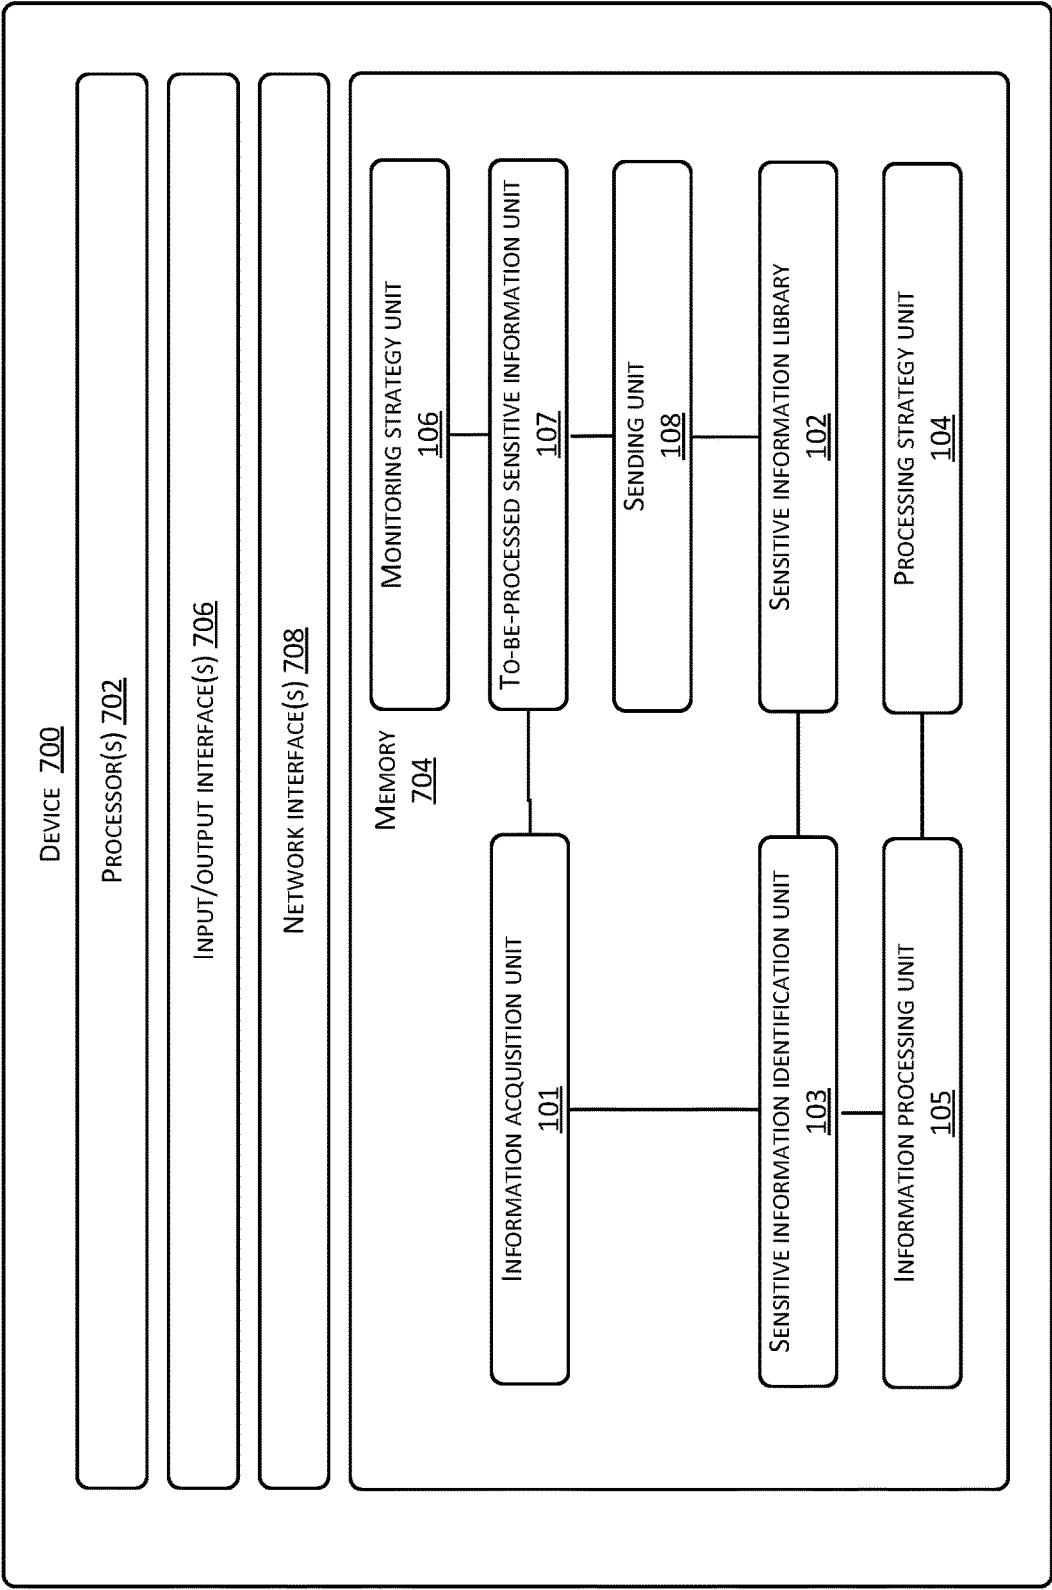 DEVICE 700
PROCESSOR(S) 702
INPUT/OUTPUT INTERFACE(S) 706
NETWORK INTERFACE(S) 708
MEMORY
704
MONITORING STRATEGY UNIT
106
INFORMATION ACQUISITION UNIT
101
TO-BE-PROCESSED SENSITIVE INFORMATION UNIT
107
SENDING UNIT
108
SENSITIVE INFORMATION IDENTIFICATION UNIT
103
SENSITIVE INFORMATION LIBRARY
102
INFORMATION PROCESSING UNIT
105
PROCESSING STRATEGY UNIT
104